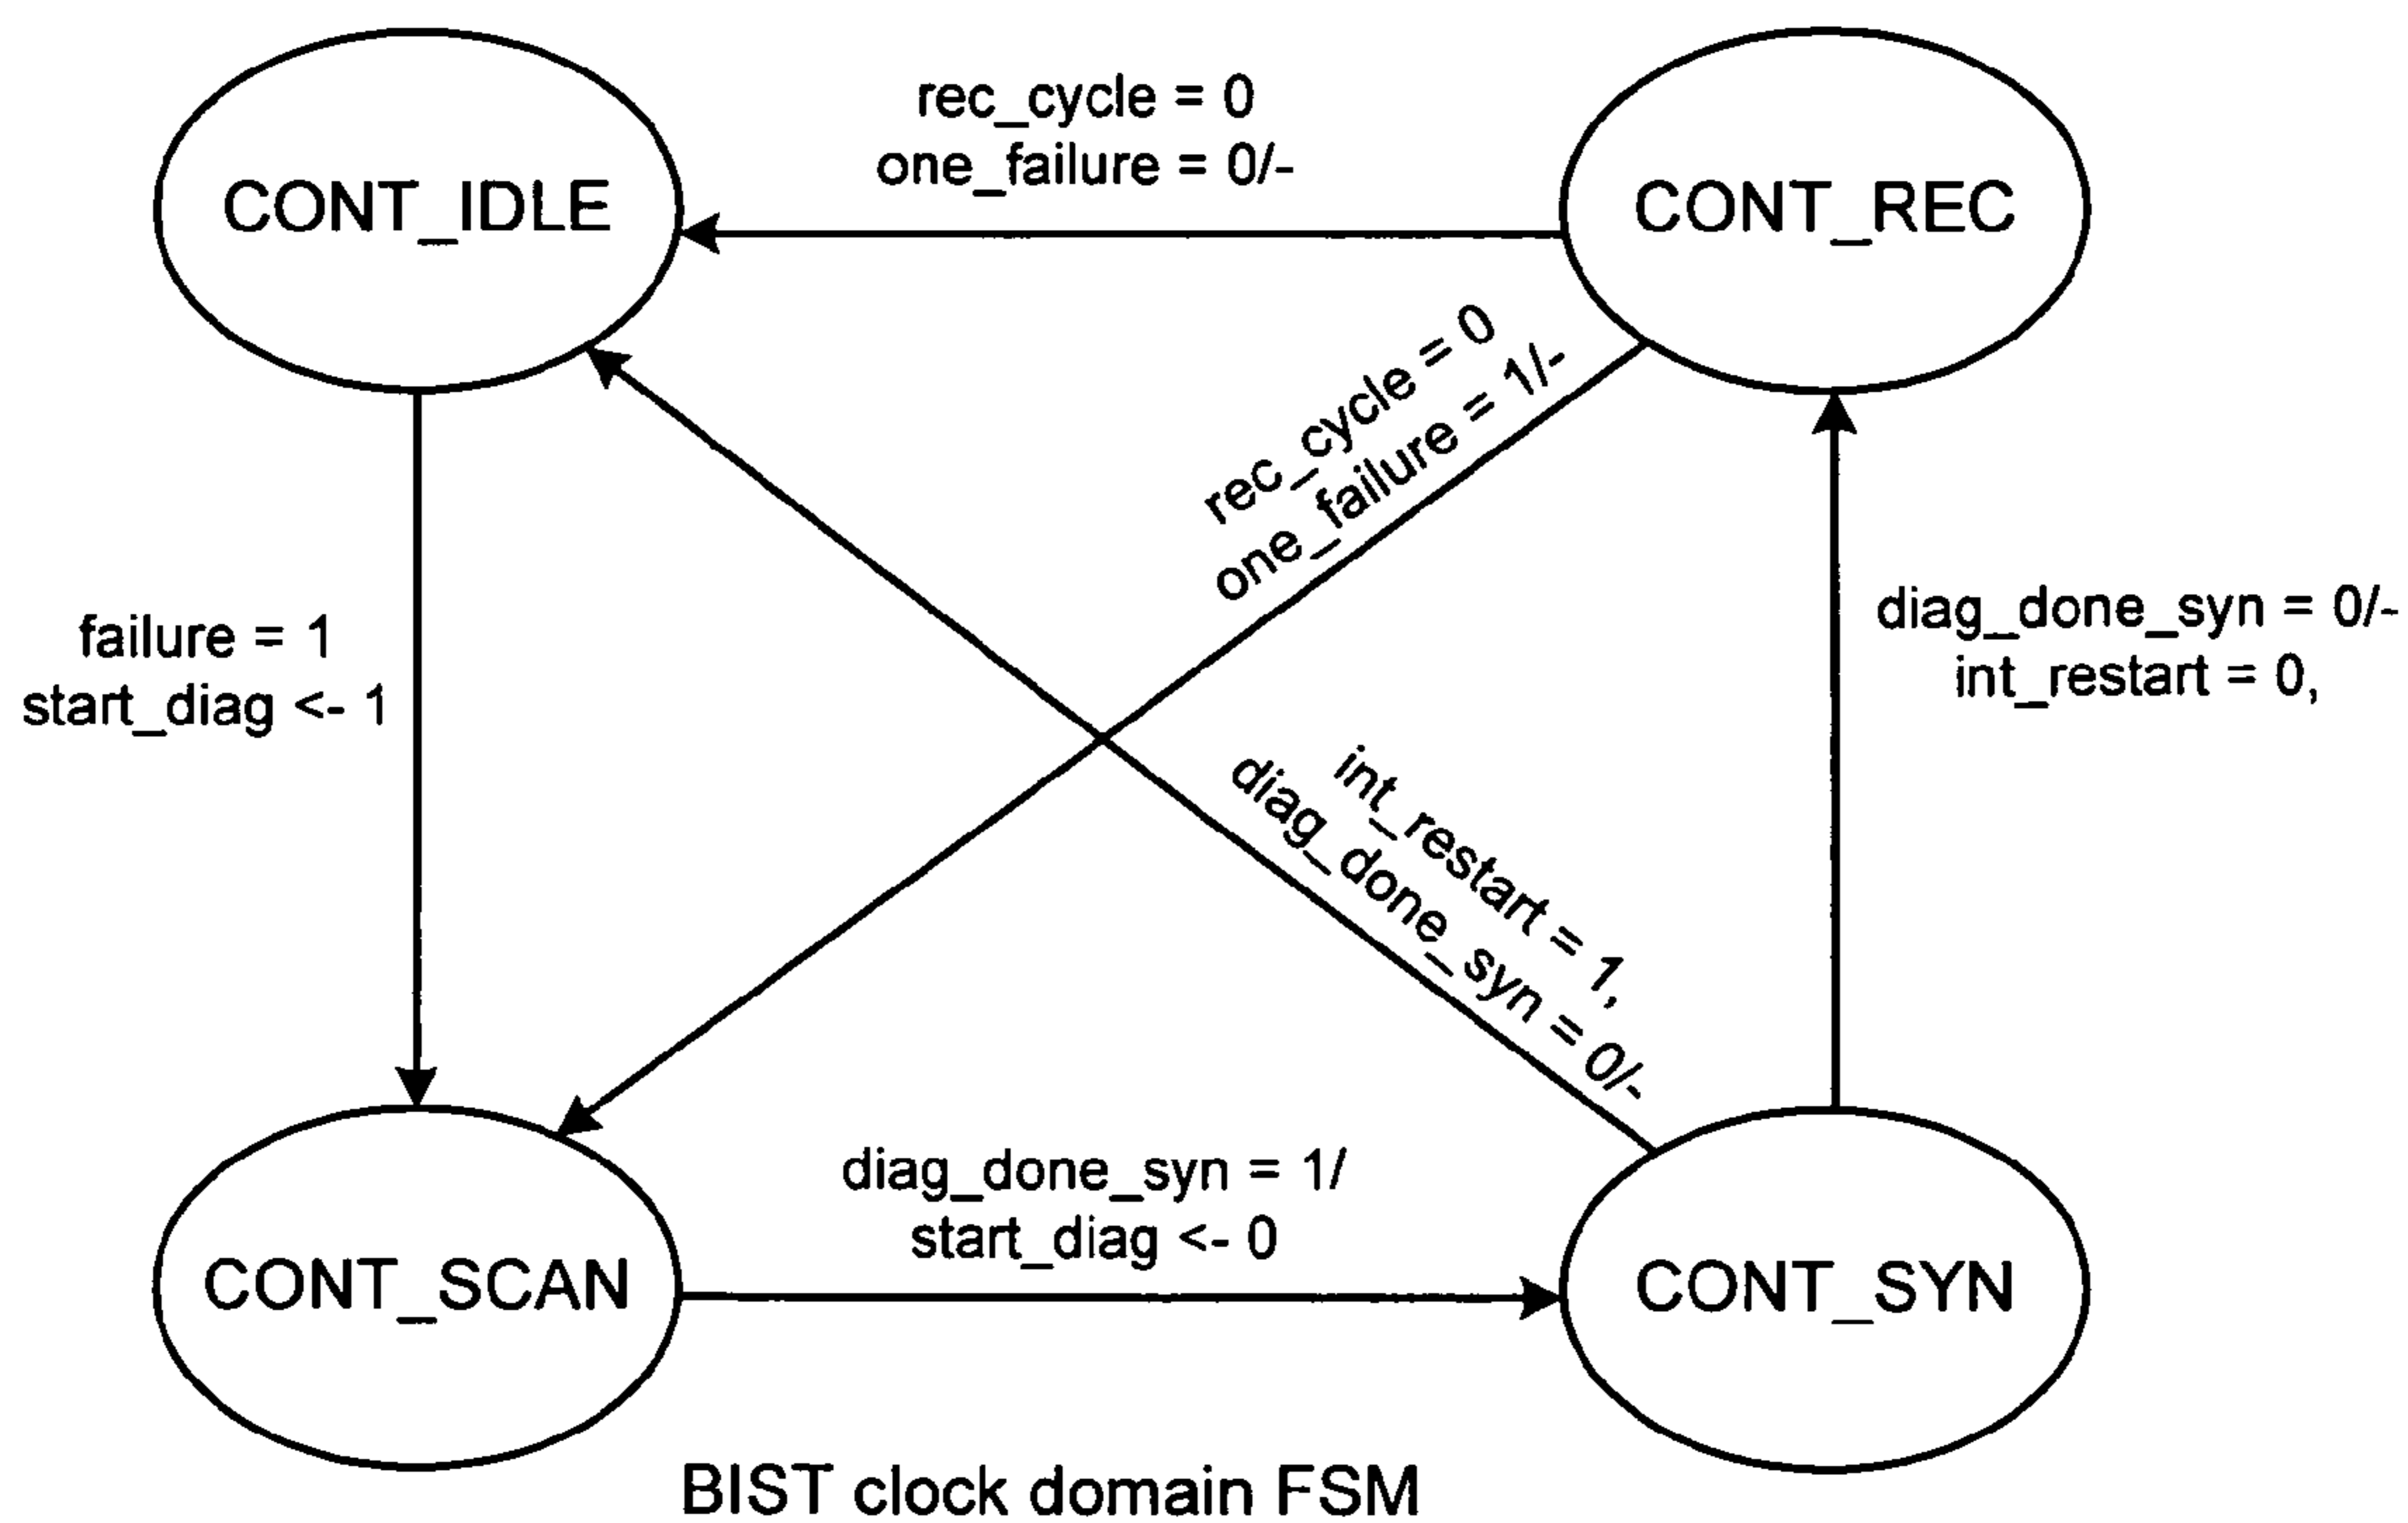 rec_cycle = 0
one_failure = 0/-
CONT_IDLE
CONT_REC
rec_cycle = 0
one_failure = 1/-
failure = 1
start_diag <- 1
diag_done_syn = 0/-
int_restart = 0,
int_restart = 1,
diag_done_syn = 0/-
diag_done_syn = 1/
start_diag <- 0
CONT_SCAN
CONT_SYN
BIST clock domain FSM